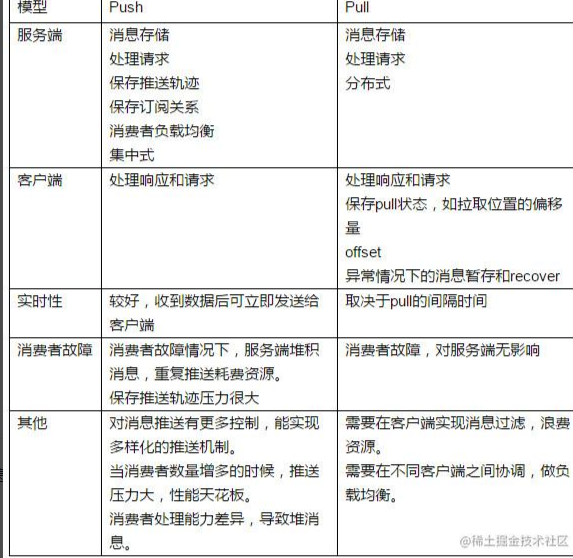 模型 Push Pull
服务端 消息存储 消息存储
处理请求 处理请求
保存推送轨迹 分布式
保存订阅关系
消费者负载均衡
集中式
客户端 处理响应和请求 处理响应和请求
保存pull状态，如拉取位置的偏移
量
offset
异常情况下的消息暂存和recover
实时性 较好，收到数据后可立即发送给 取决于pull的间隔时间
客户端
消费者故障 消费者故障情况下，服务端堆积 消费者故障，对服务端无影响
消息，重复推送耗费资源。
保存推送轨迹压力很大
其他 对消息推送有更多控制，能实现 需要在客户端实现消息过滤，浪费
多样化的推送机制。 资源。
当消费者数量增多的时候，推送 需要在不同客户端之间协调，做负
压力大，性能天花板。 载均衡。
消费者处理能力差异，导致堆消
息。
@稀土掘金技术社区